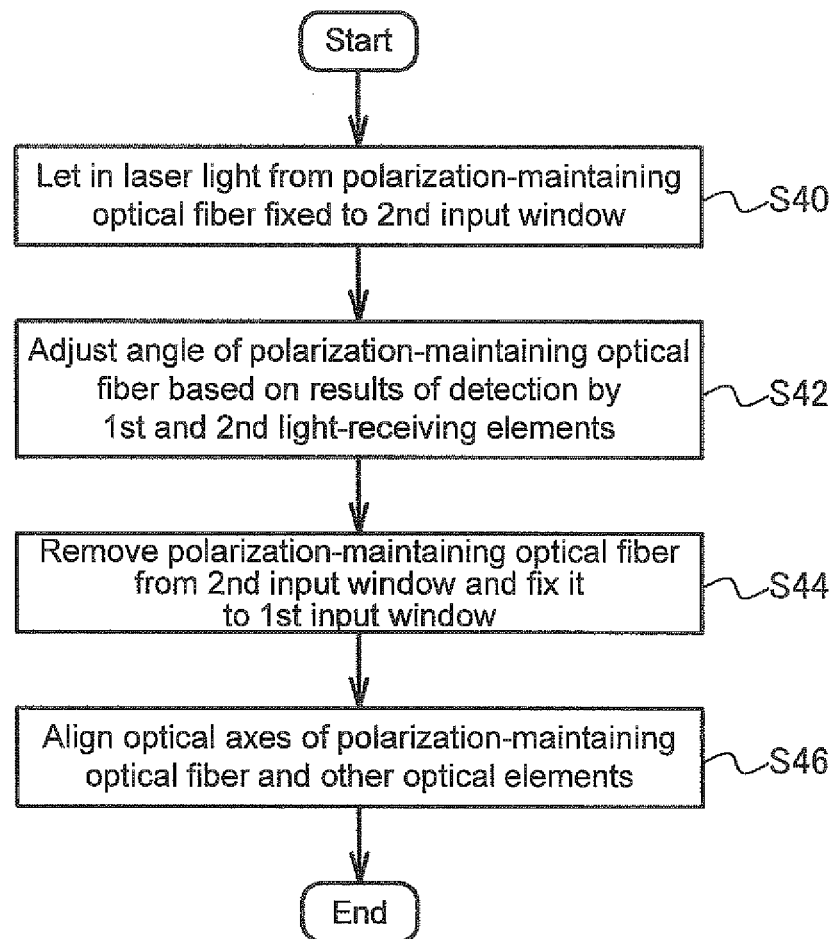 Start
Let in laser light from polarization-maintaining
optical fiber fixed to 2nd input window
S40
Adjust angle of polarization-maintaining optical
fiber based on results of detection by
1st and 2nd light-receiving elements
S42
Remove polarization-maintaining optical fiber
from 2nd input window and fix it
to 1st input window
S44
Align optical axes of polarization-maintaining
optical fiber and other optical elements
S46
End